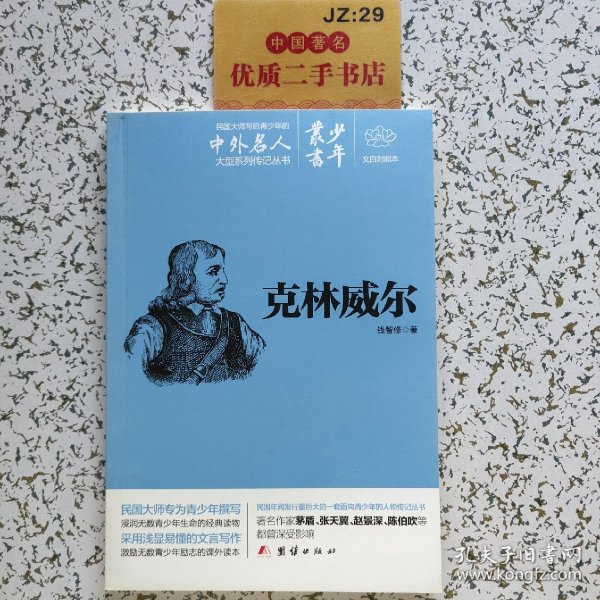 JZ:29
中国著名
优质二手书店
民国大师写给青少年的
中外名人
大型系列传记丛书
少年
叢書
文白对照本
克林威尔
钱智修◇著
民国大师专为青少年撰写
浸润无数青少年生命的经典读物
采用浅显易懂的文言写作
激励无数青少年励志的课外读本
民国年间发行量巨大的一套面向青少年的人物传记丛书
著名作家茅盾、张天翼、赵景深、陈伯吹等
都曾深受影响
团结出版社
孔夫子旧书网
www.kongfz.com